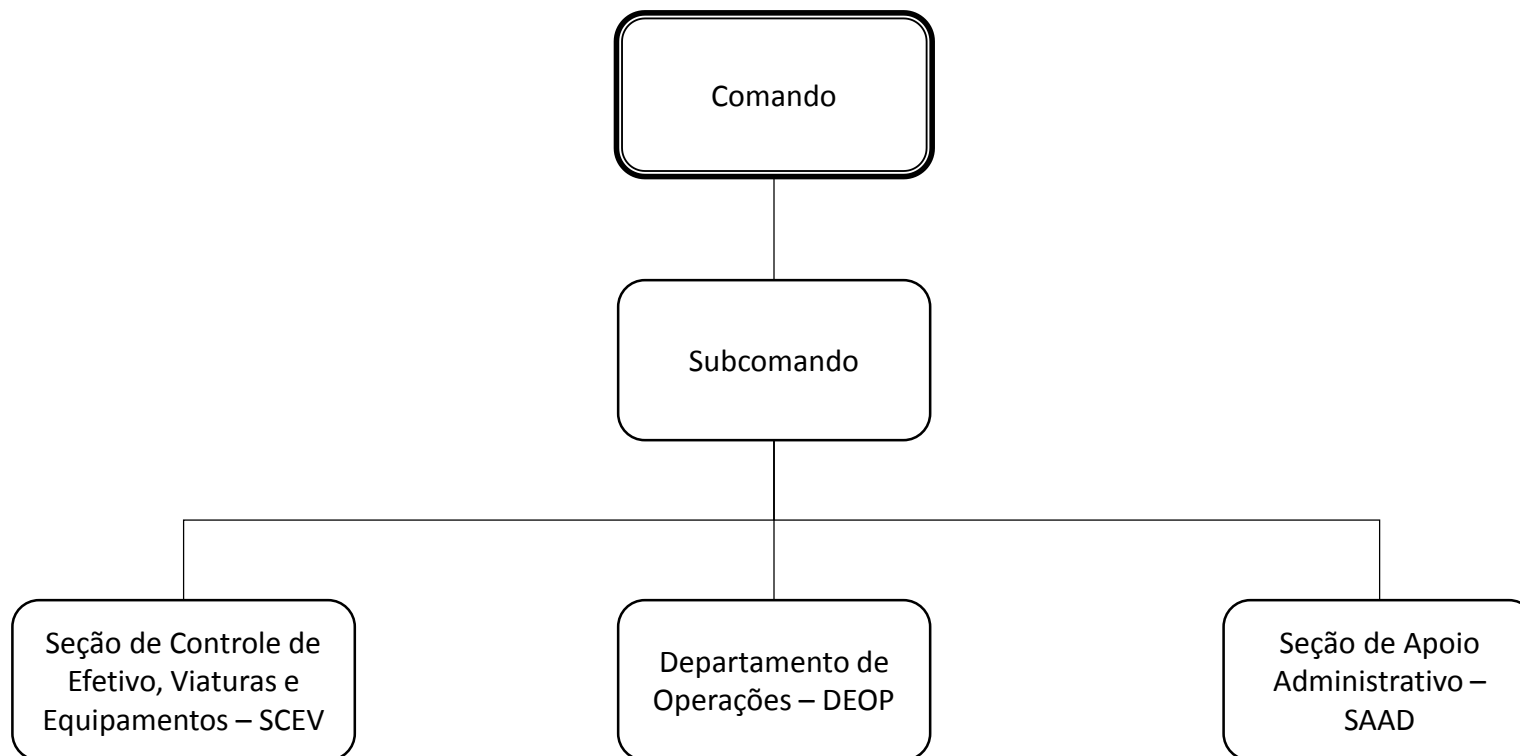 Comando
Subcomando
Seção de Controle de
Efetivo, Viaturas e
Equipamentos – SCEV
Departamento de
Operações – DEOP
Seção de Apoio
Administrativo –
SAAD